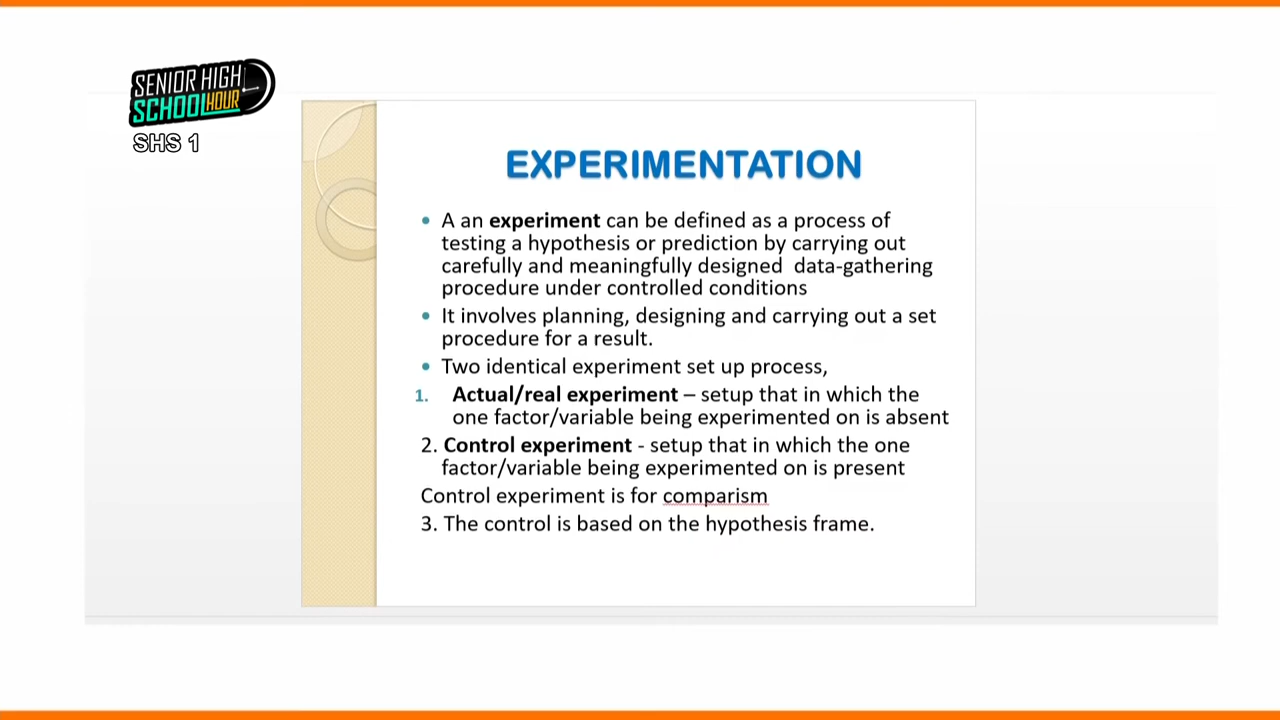 SENIOR HIGH
SCHOOL HOUR
SHS 1
EXPERIMENTATION
• A an experiment can be defined as a process of
testing a hypothesis or prediction by carrying out
carefully and meaningfully designed data-gathering
procedure under controlled conditions
• It involves planning, designing and carrying out a set
procedure for a result.
• Two identical experiment set up process,
1. Actual/real experiment – setup that in which the
one factor/variable being experimented on is absent
2. Control experiment - setup that in which the one
factor/variable being experimented on is present
Control experiment is for comparism
3. The control is based on the hypothesis frame.